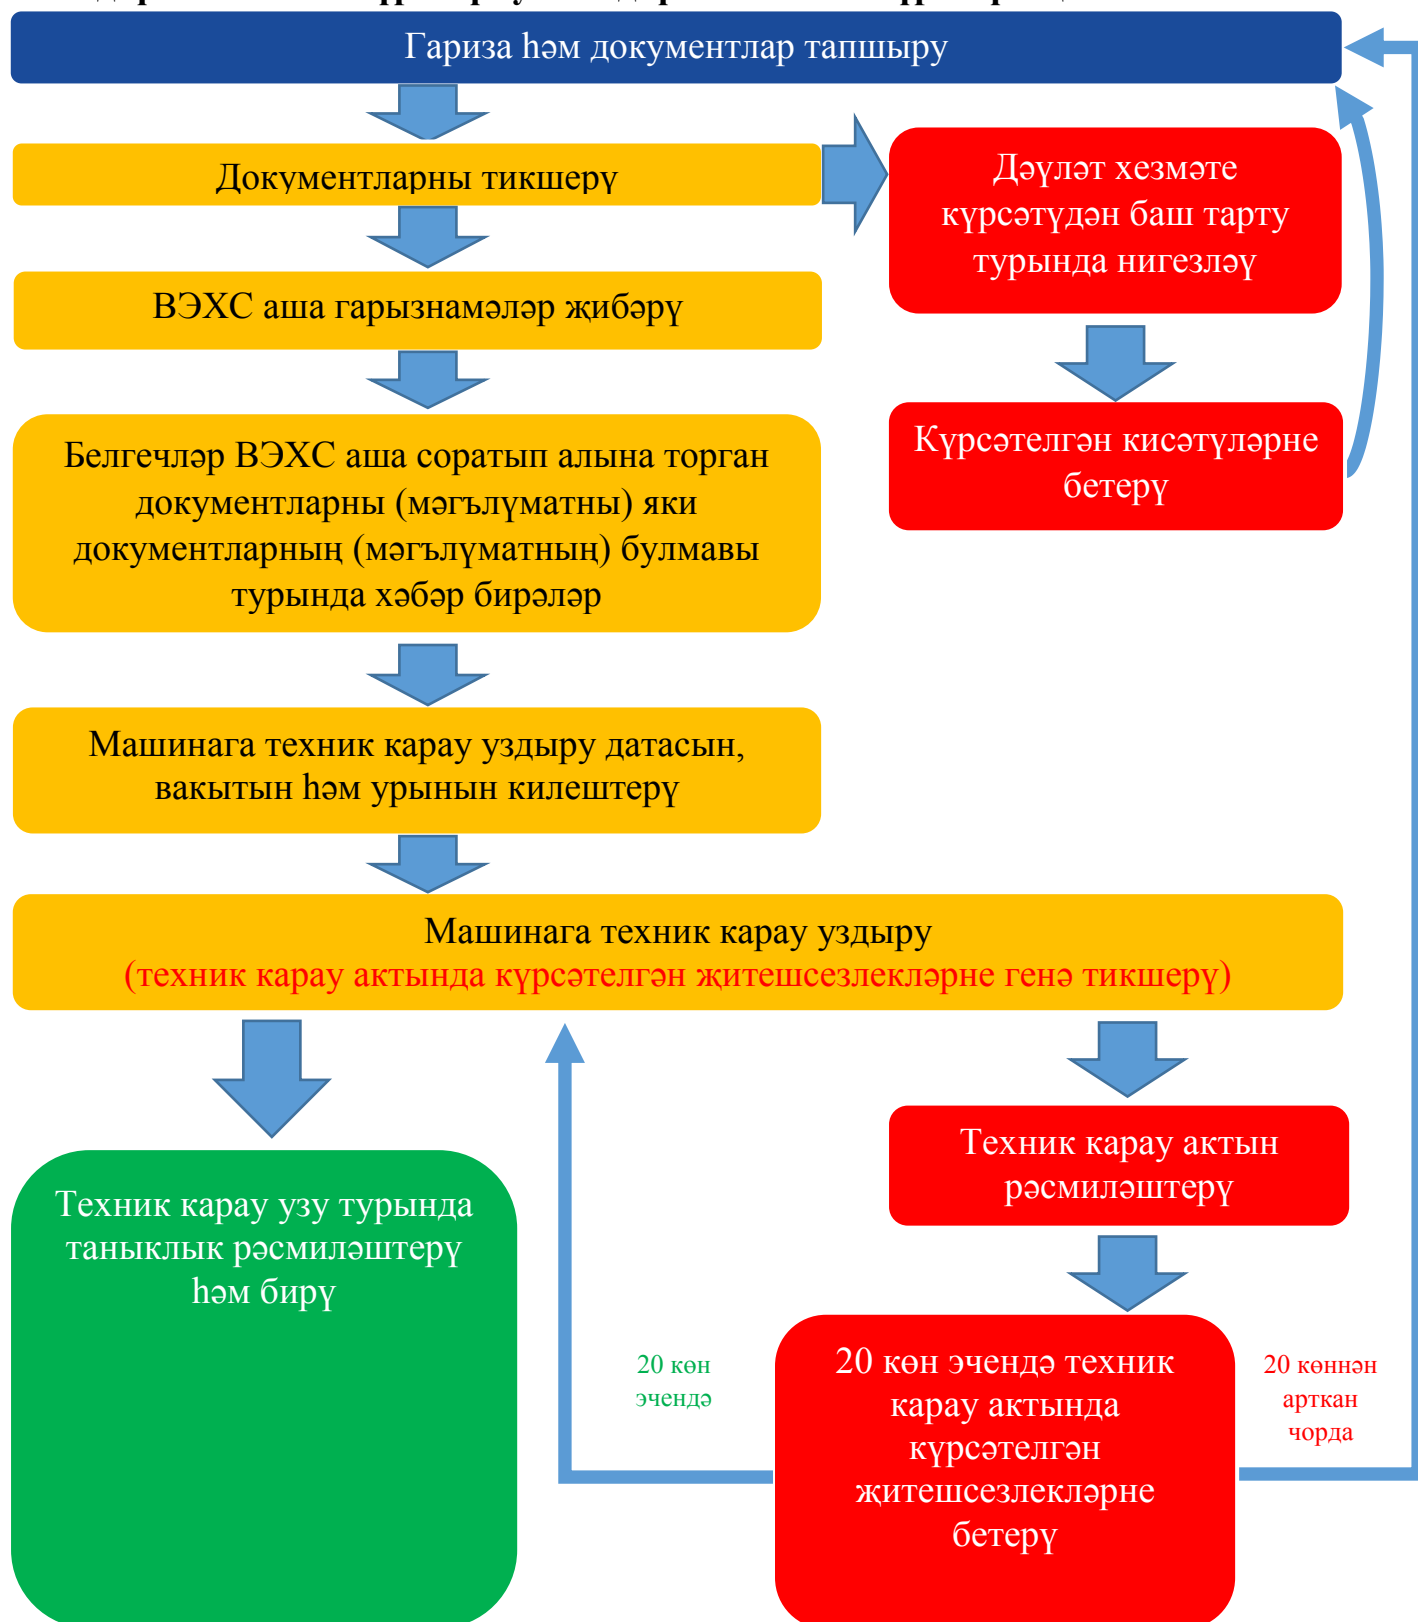 Гариза һәм документлар тапшыру
Документларны тикшерү
Дәүләт хезмәте
күрсәтүдән баш тарту
турында нигезләү
ВЭХС аша гарызнамәләр җибәрү
Күрсәтелгән кисәтүләрне
бетерү
Белгечләр ВЭХС аша соратып алына торган
документларны (мәгълүматны) яки
документларның (мәгълүматның) булмавы
турында хәбәр бирәләр
Машинага техник карау уздыру датасын,
вакытын һәм урынын килештерү
Машинага техник карау уздыру
(техник карау актында күрсәтелгән җитешсезлекләрне генә тикшерү)
Техник карау актын
рәсмиләштерү
Техник карау узу турында
таныклык рәсмиләштерү
һәм бирү
20 көн
эчендә
20 көн эчендә техник
карау актында
күрсәтелгән
җитешсезлекләрне
бетерү
20 көннән
арткан
чорда